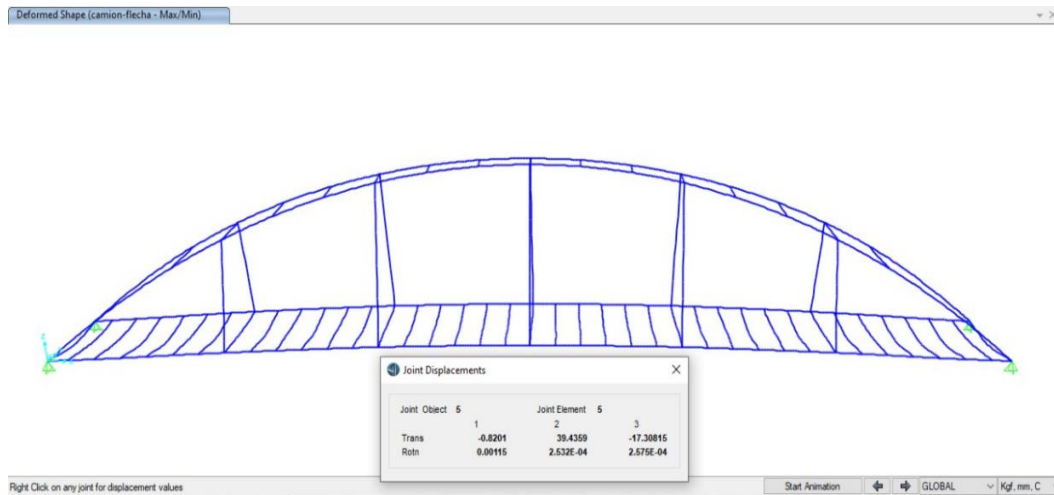 Deformed Shape (camion-flecha - Max/Min)
Z
Joint Displacements
Joint Object 5 Joint Element 5
1 2 3
Trans -0.8201 39.4359 -17.30815
Rotn 0.00115 2.532E-04 2.575E-04
Right Click on any joint for displacement values Start Animation GLOBAL Kgf, mm, C